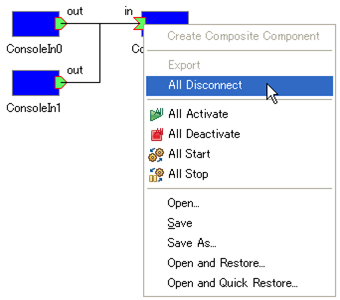 out
in
ConsoleIn0
Co
out
ConsoleIn1
Create Composite Component
Export
All Disconnect
All Activate
All Deactivate
All Start
All Stop
Open...
Save
Save As...
Open and Restore...
Open and Quick Restore...